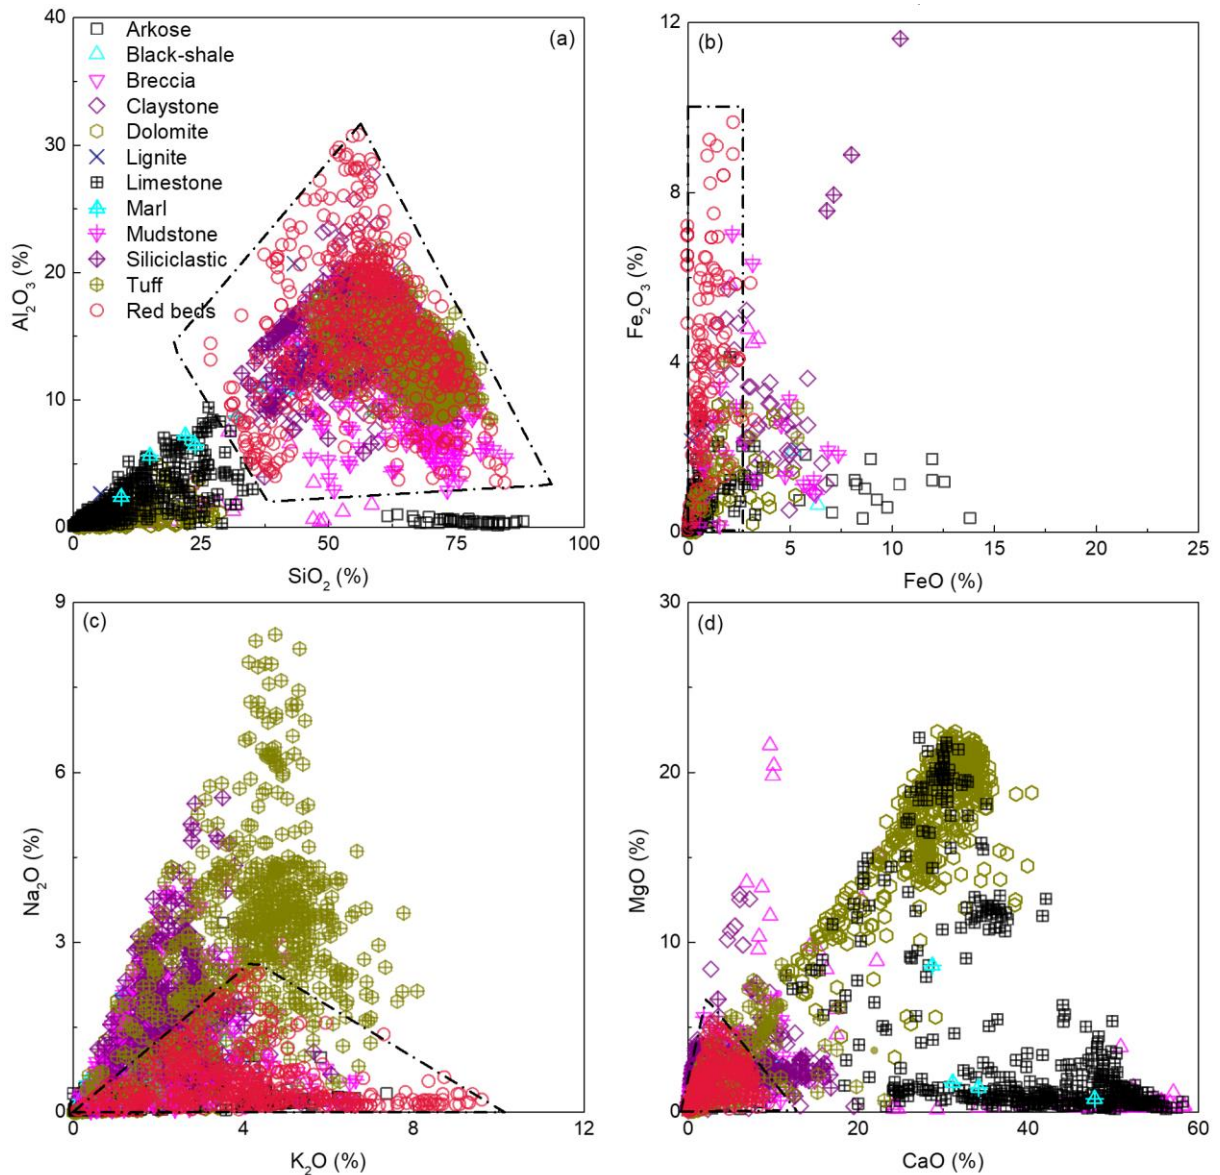 40
30
20
10
0
Al₂O₃ (%)
0
25
50
75
100
SiO₂ (%)
(a)
Arkose
Black-shale
Breccia
Claystone
Dolomite
Lignite
Limestone
Marl
Mudstone
Siliciclastic
Tuff
Red beds
12
8
4
0
Fe₂O₃ (%)
0
5
10
15
20
25
FeO (%)
(b)
9
6
3
0
Na₂O (%)
0
4
8
12
K₂O (%)
(c)
30
20
10
0
MgO (%)
0
20
40
60
CaO (%)
(d)